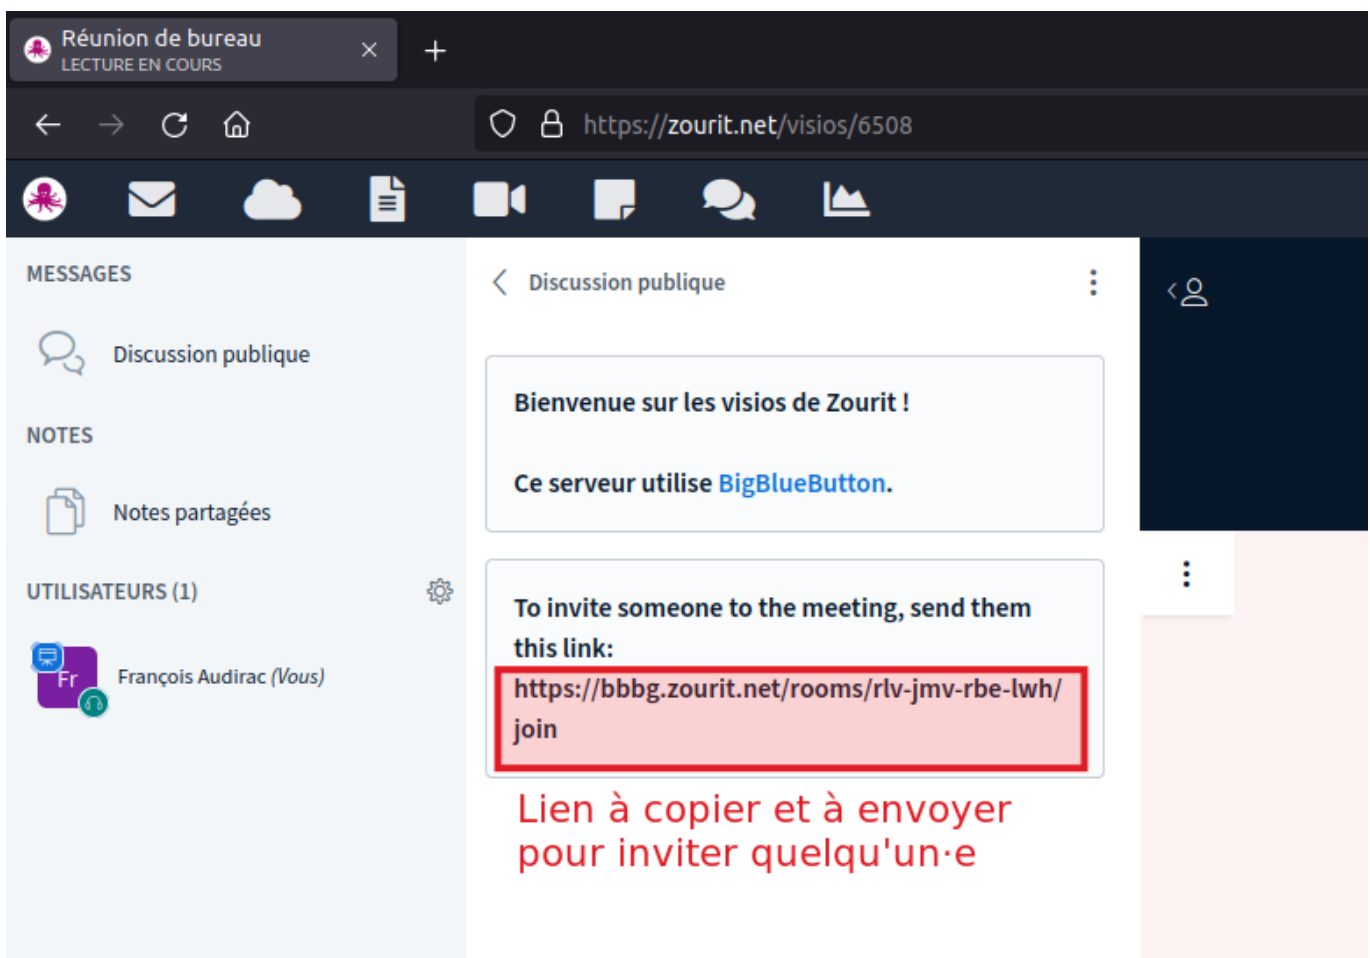 Réunion de bureau
LECTURE EN COURS
https://zourit.net/visios/6508
MESSAGES
Discussion publique
NOTES
Notes partagées
UTILISATEURS (1)
Fr
François Audirac (Vous)
Discussion publique
Bienvenue sur les visios de Zourit !
Ce serveur utilise BigBlueButton.
To invite someone to the meeting, send them
this link:
https://bbbg.zourit.net/rooms/rlv-jmv-rbe-lwh/
join
Lien à copier et à envoyer
pour inviter quelqu'un·e